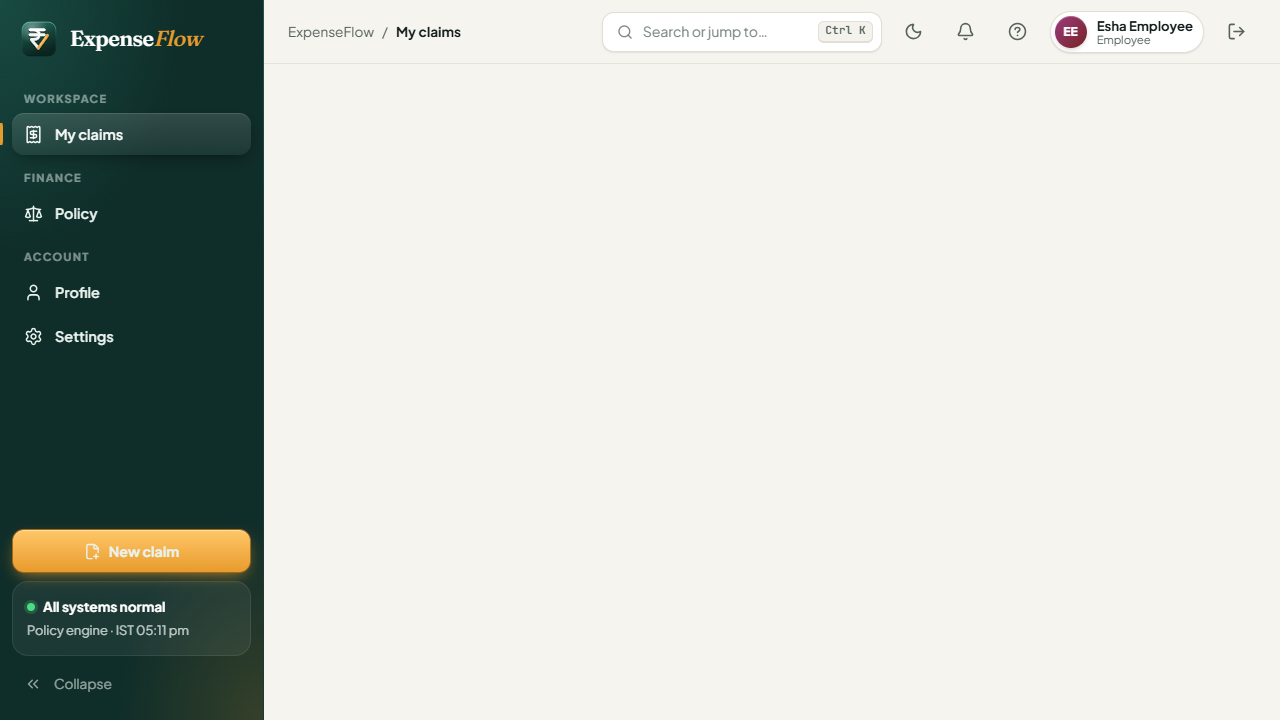 ExpenseFlow
WORKSPACE
My claims
FINANCE
Policy
ACCOUNT
Profile
Settings
New claim
All systems normal
Policy engine · IST 05:11 pm
Collapse
ExpenseFlow / My claims
Search or jump to...
Ctrl K
EE
Esha Employee
Employee